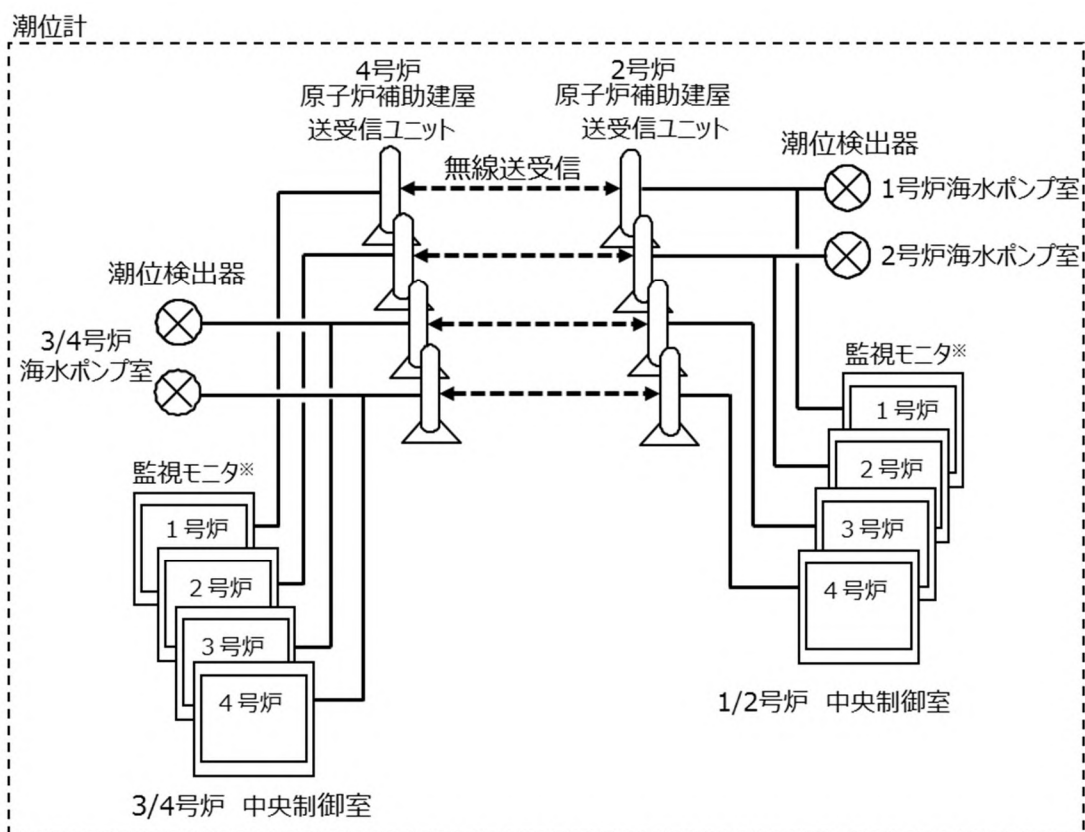 潮位計
4号炉
原子炉補助建屋
送受信ユニット
2号炉
原子炉補助建屋
送受信ユニット
無線送受信
潮位検出器
1号炉海水ポンプ室
2号炉海水ポンプ室
潮位検出器
3/4号炉
海水ポンプ室
監視モニタ※
1号炉
2号炉
3号炉
4号炉
1/2号炉 中央制御室
監視モニタ※
1号炉
2号炉
3号炉
4号炉
3/4号炉 中央制御室